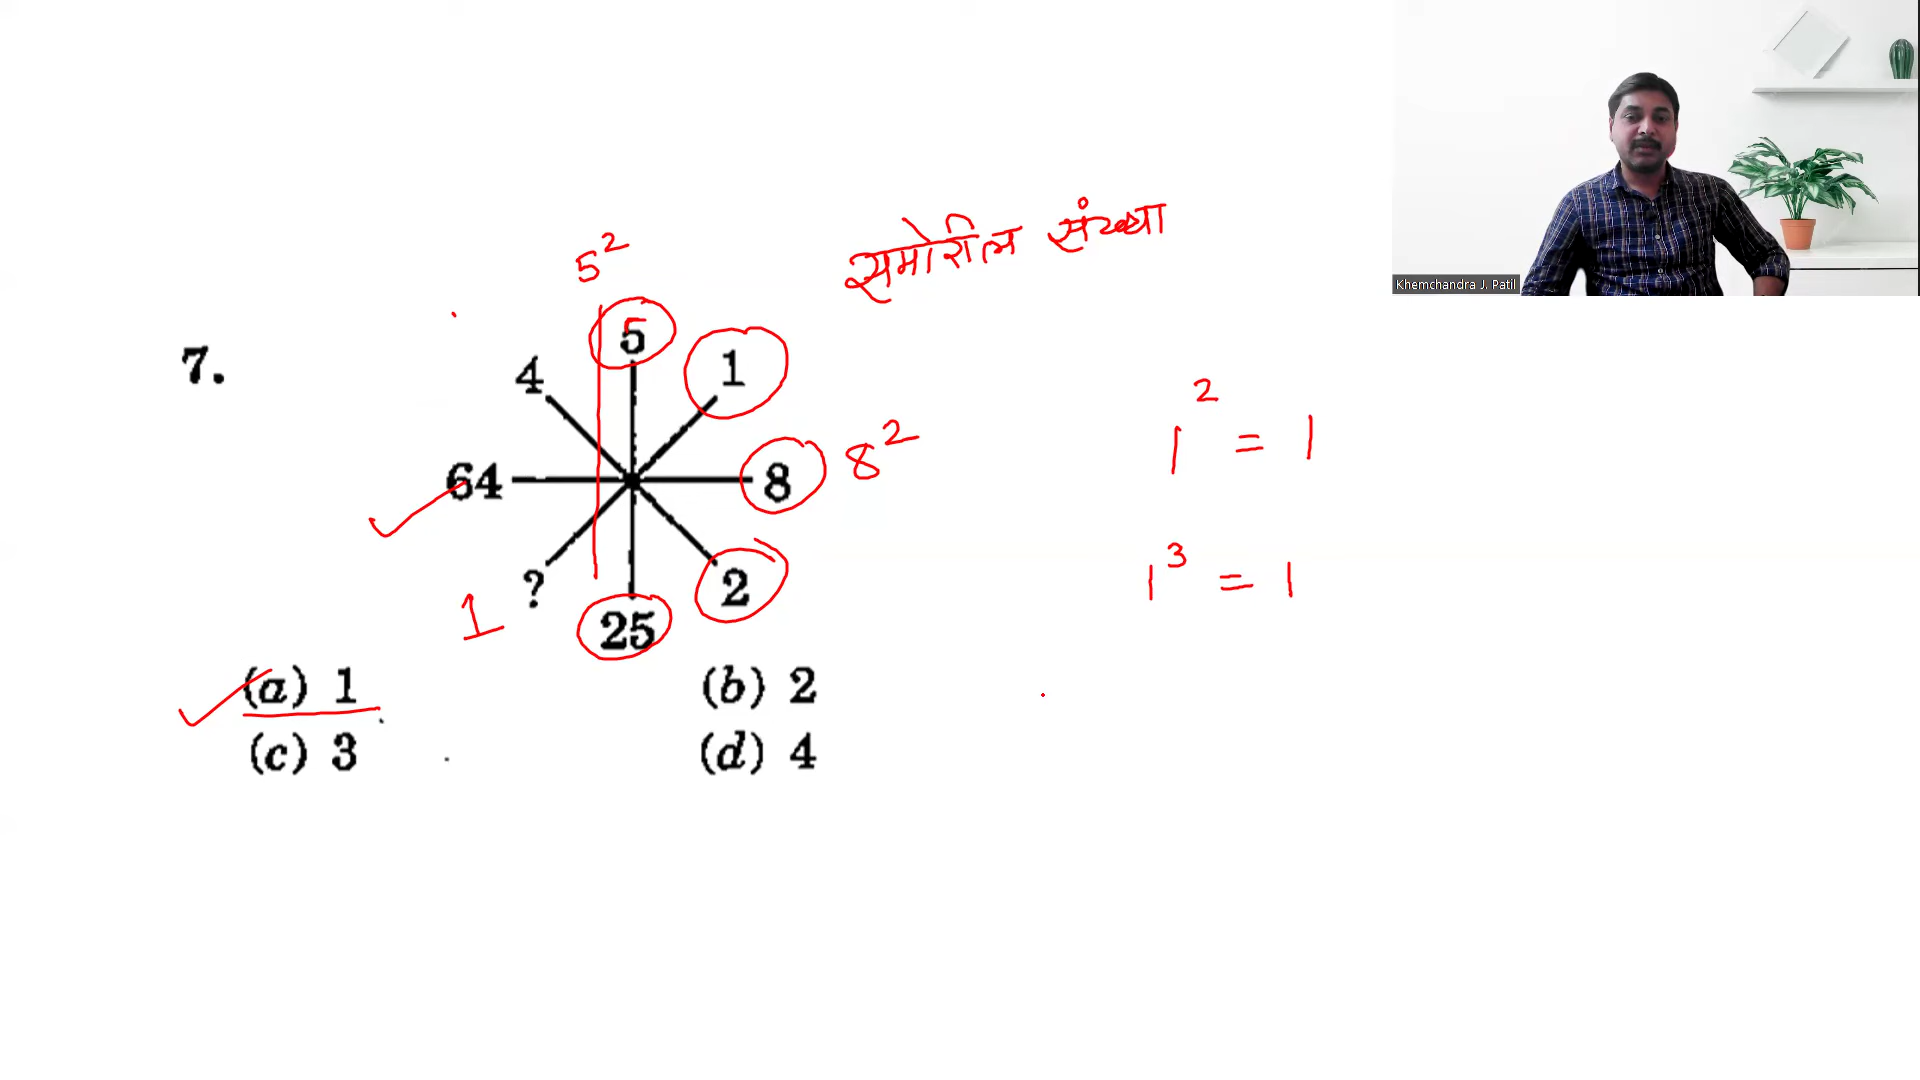 Khemchandra J. Patil
समोरील संख्या
5²
7.
5
4
1
1² = 1
64
8
8²
1³ = 1
1
?
2
25
(a) 1
(b) 2
(c) 3
(d) 4